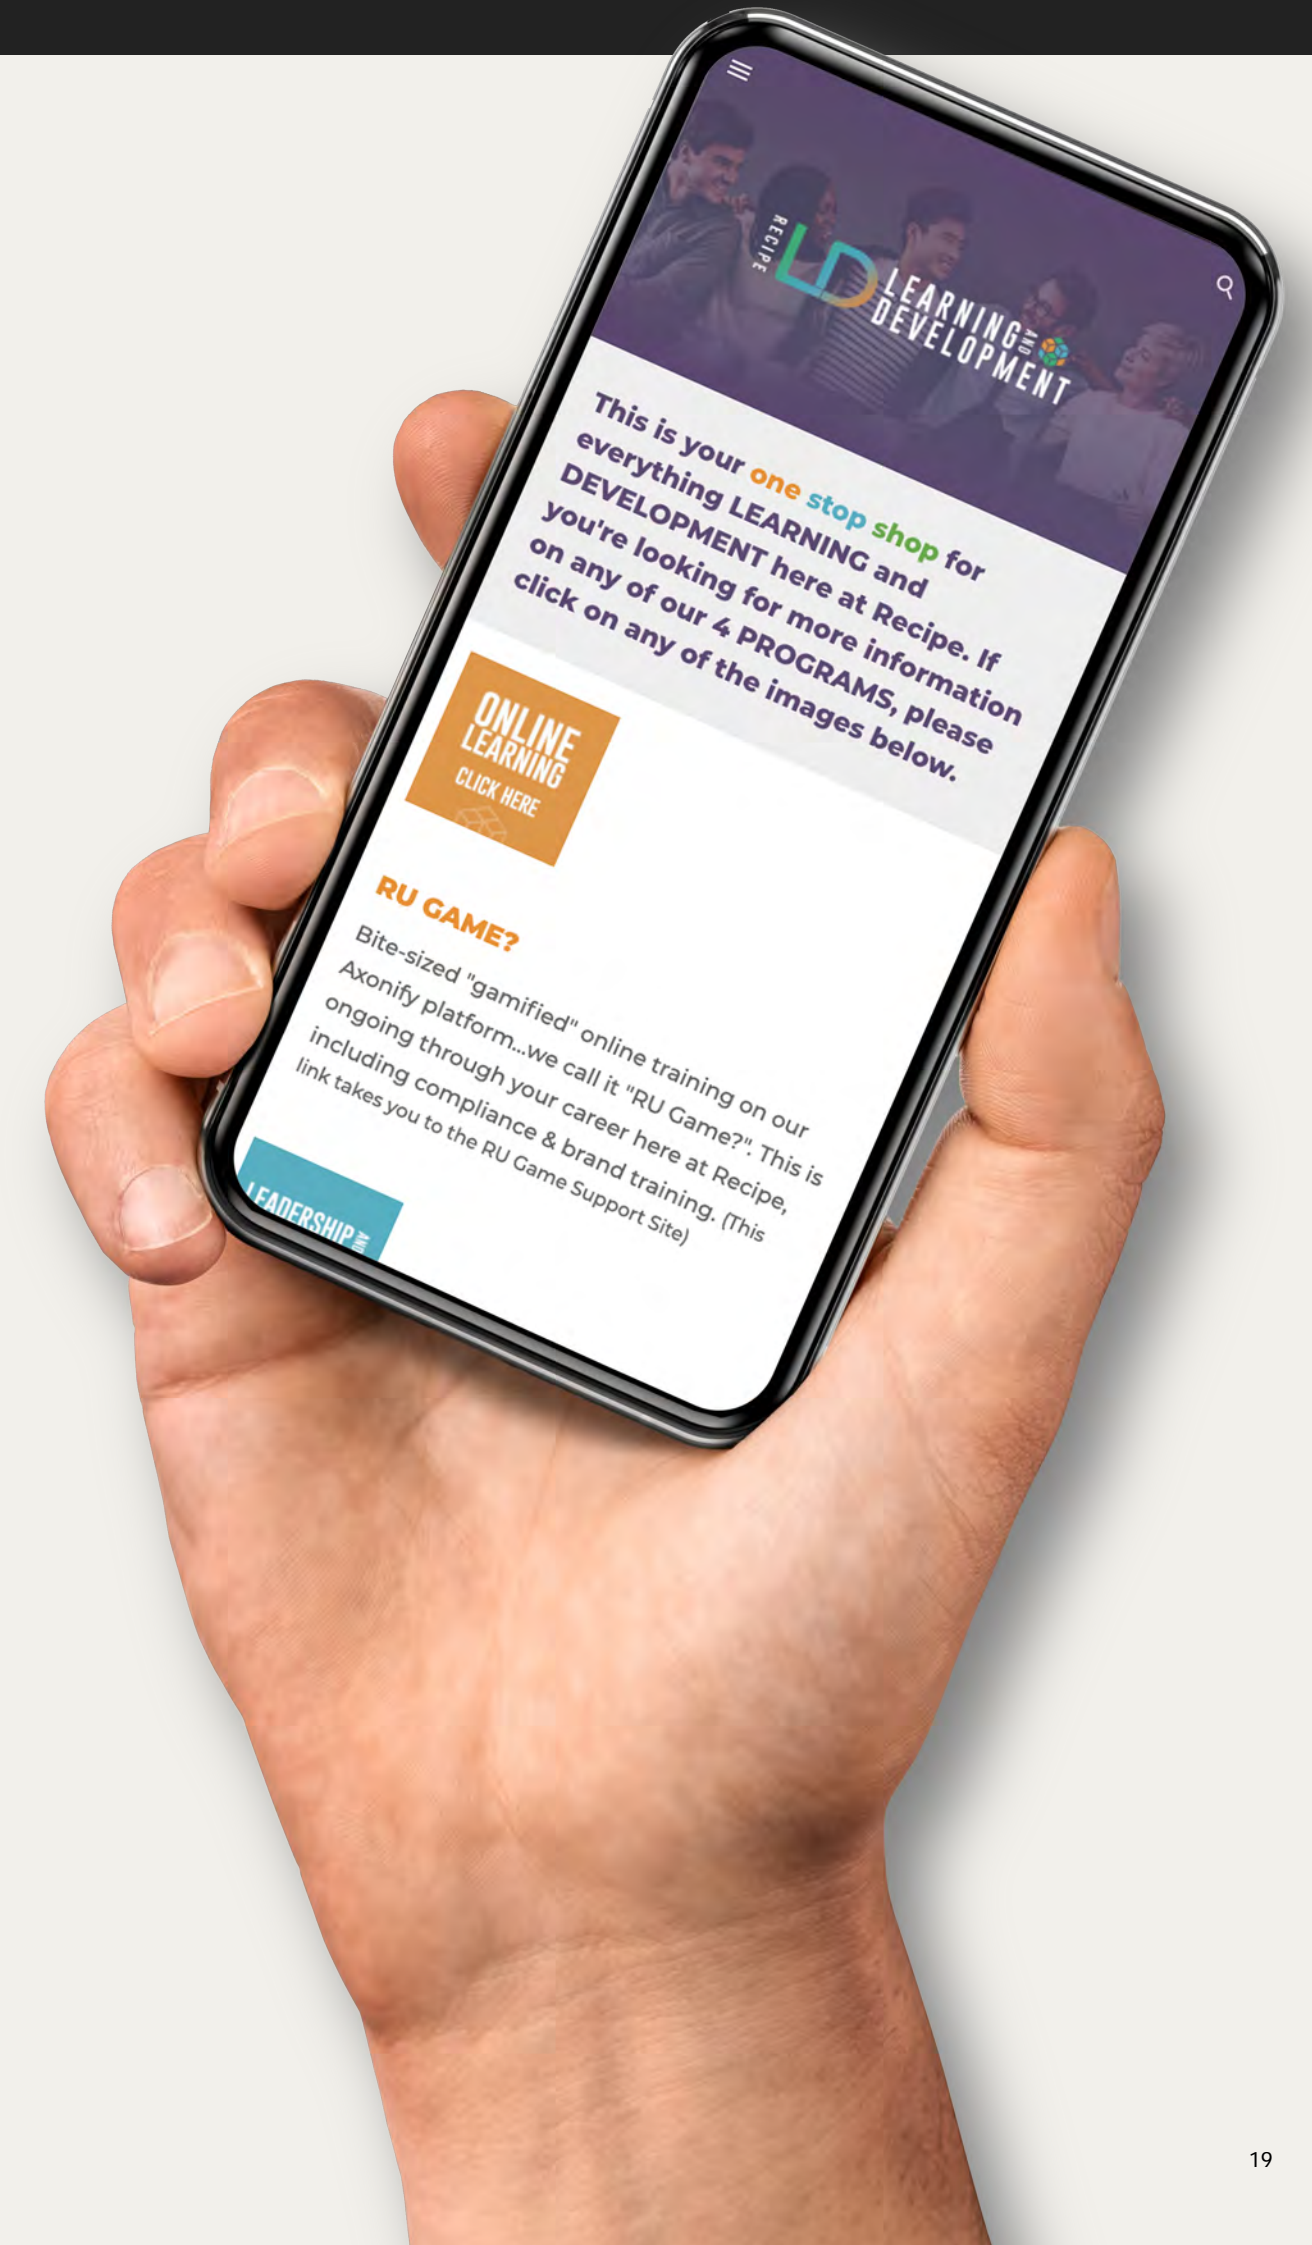 RECIPE
LD
LEARNING AND
DEVELOPMENT
This is your one stop shop for
everything LEARNING and
DEVELOPMENT here at Recipe. If
you're looking for more information
on any of our 4 PROGRAMS, please
click on any of the images below.
ONLINE
LEARNING
CLICK HERE
RU GAME?
Bite-sized "gamified" online training on our
Axonify platform...we call it "RU Game?". This is
ongoing through your career here at Recipe,
including compliance & brand training. (This
link takes you to the RU Game Support Site)
LEADERSHIP AND
19